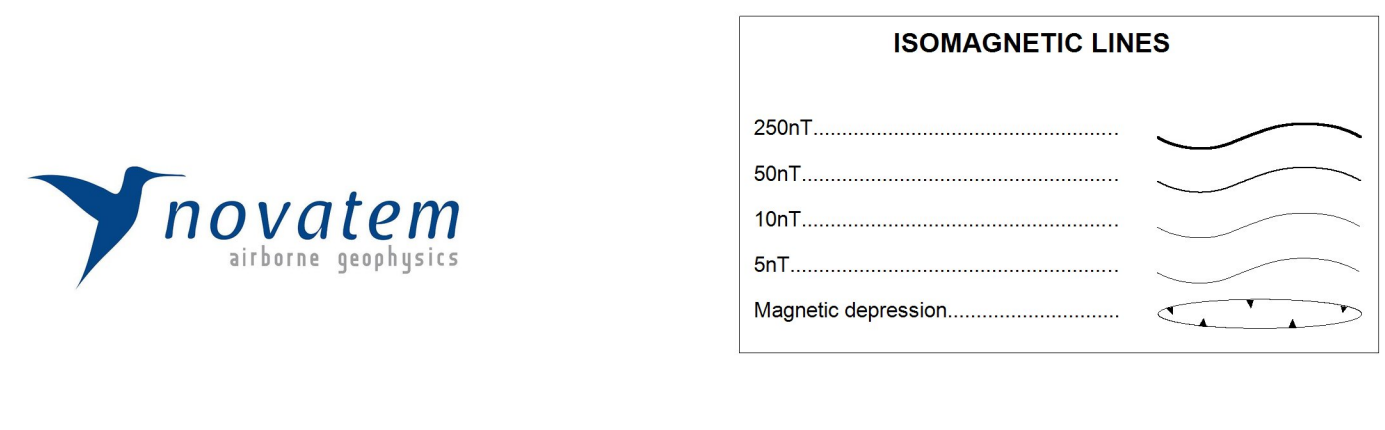 novatem
airborne geophysics
ISOMAGNETIC LINES
250nT.....................................................
50nT.......................................................
10nT.......................................................
5nT.........................................................
Magnetic depression..............................